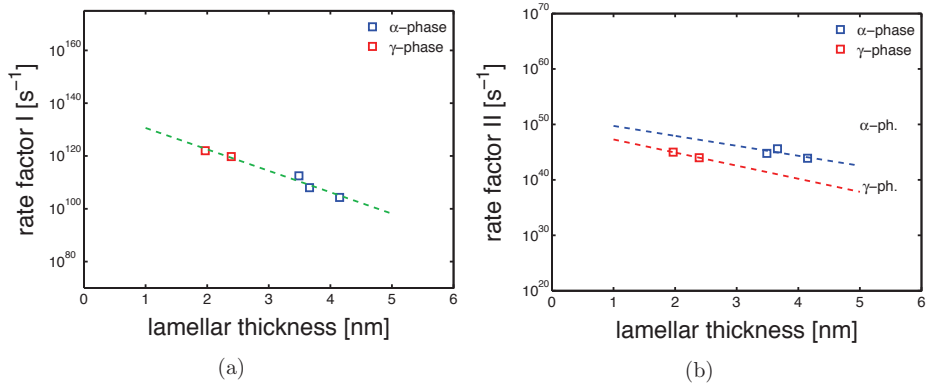 α-phase
γ-phase
10^160
10^140
10^120
10^100
10^80
rate factor I [s^−1]
0 1 2 3 4 5 6
lamellar thickness [nm]
(a)
α-phase
γ-phase
α-ph.
γ-ph.
10^70
10^60
10^50
10^40
10^30
10^20
rate factor II [s^−1]
0 1 2 3 4 5 6
lamellar thickness [nm]
(b)